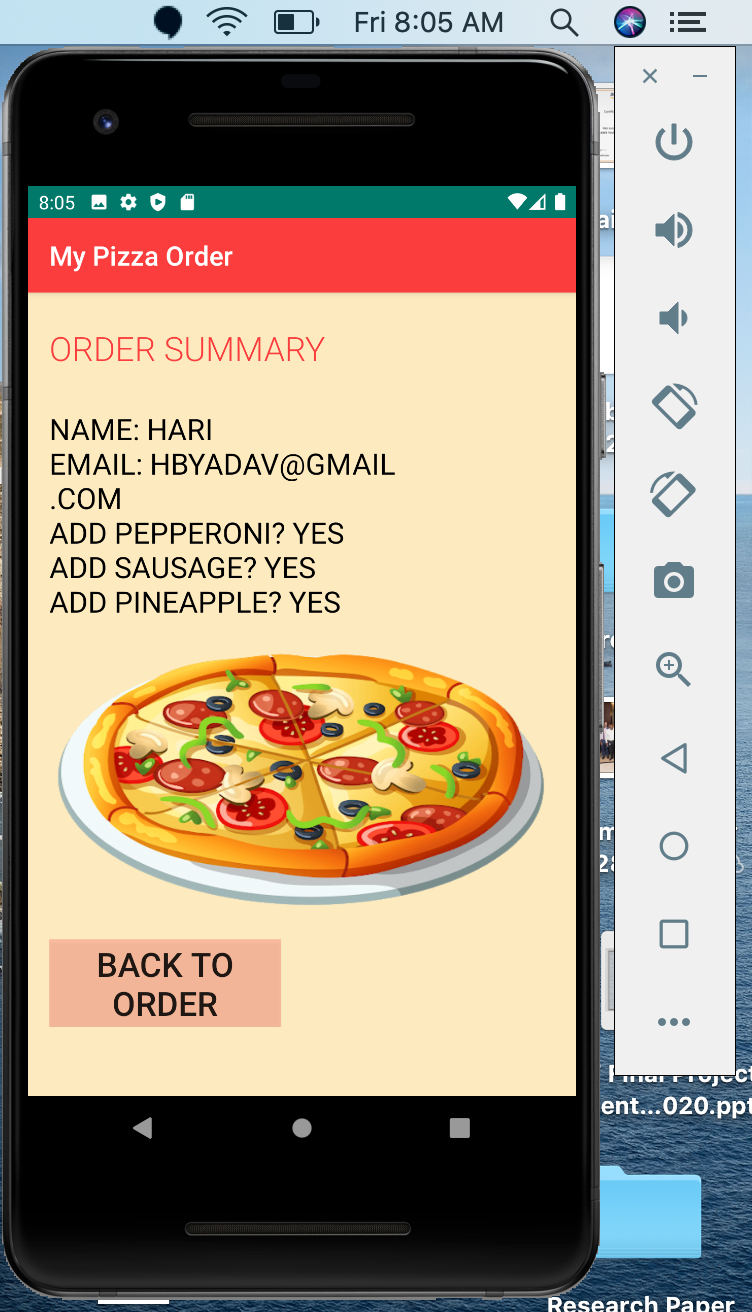 Fri 8:05 AM
8:05
My Pizza Order
ORDER SUMMARY
NAME: HARI
EMAIL: HBYADAV@GMAIL
.COM
ADD PEPPERONI? YES
ADD SAUSAGE? YES
ADD PINEAPPLE? YES
BACK TO
ORDER
Final Project
ent...020.ppt
Research Paper